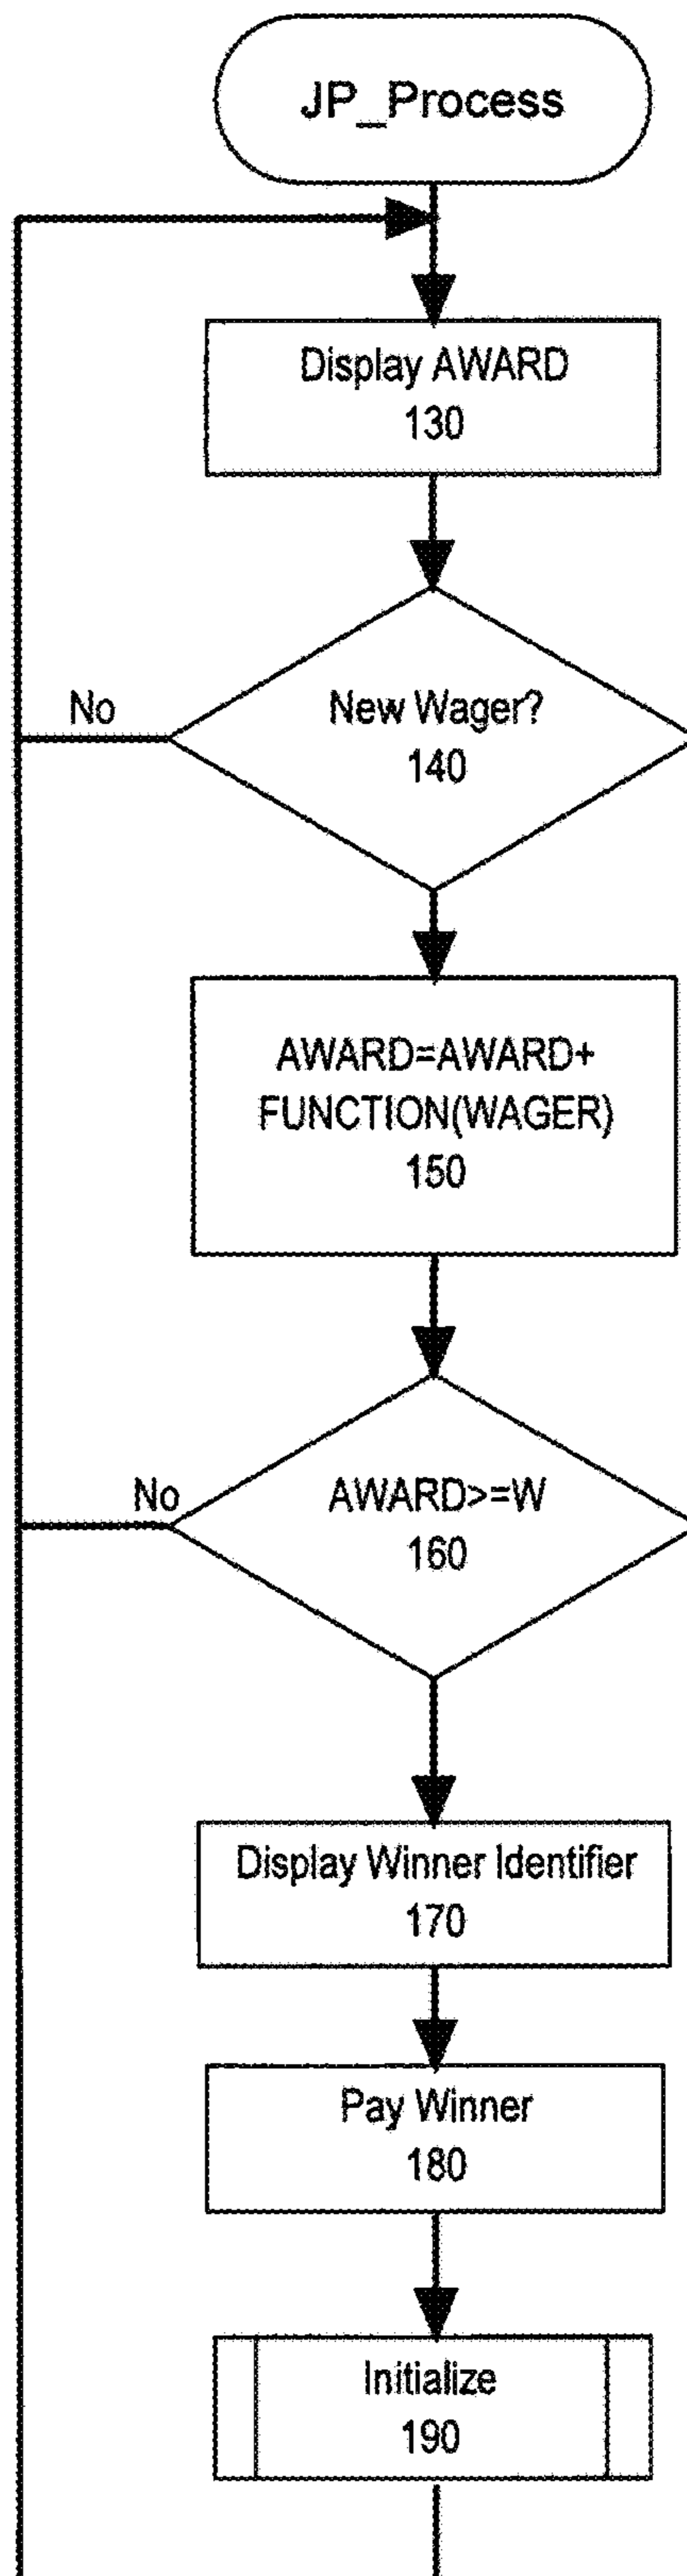 JP_Process
Display AWARD
130
New Wager?
140
No
AWARD=AWARD+
FUNCTION(WAGER)
150
AWARD>=W
160
No
Display Winner Identifier
170
Pay Winner
180
Initialize
190